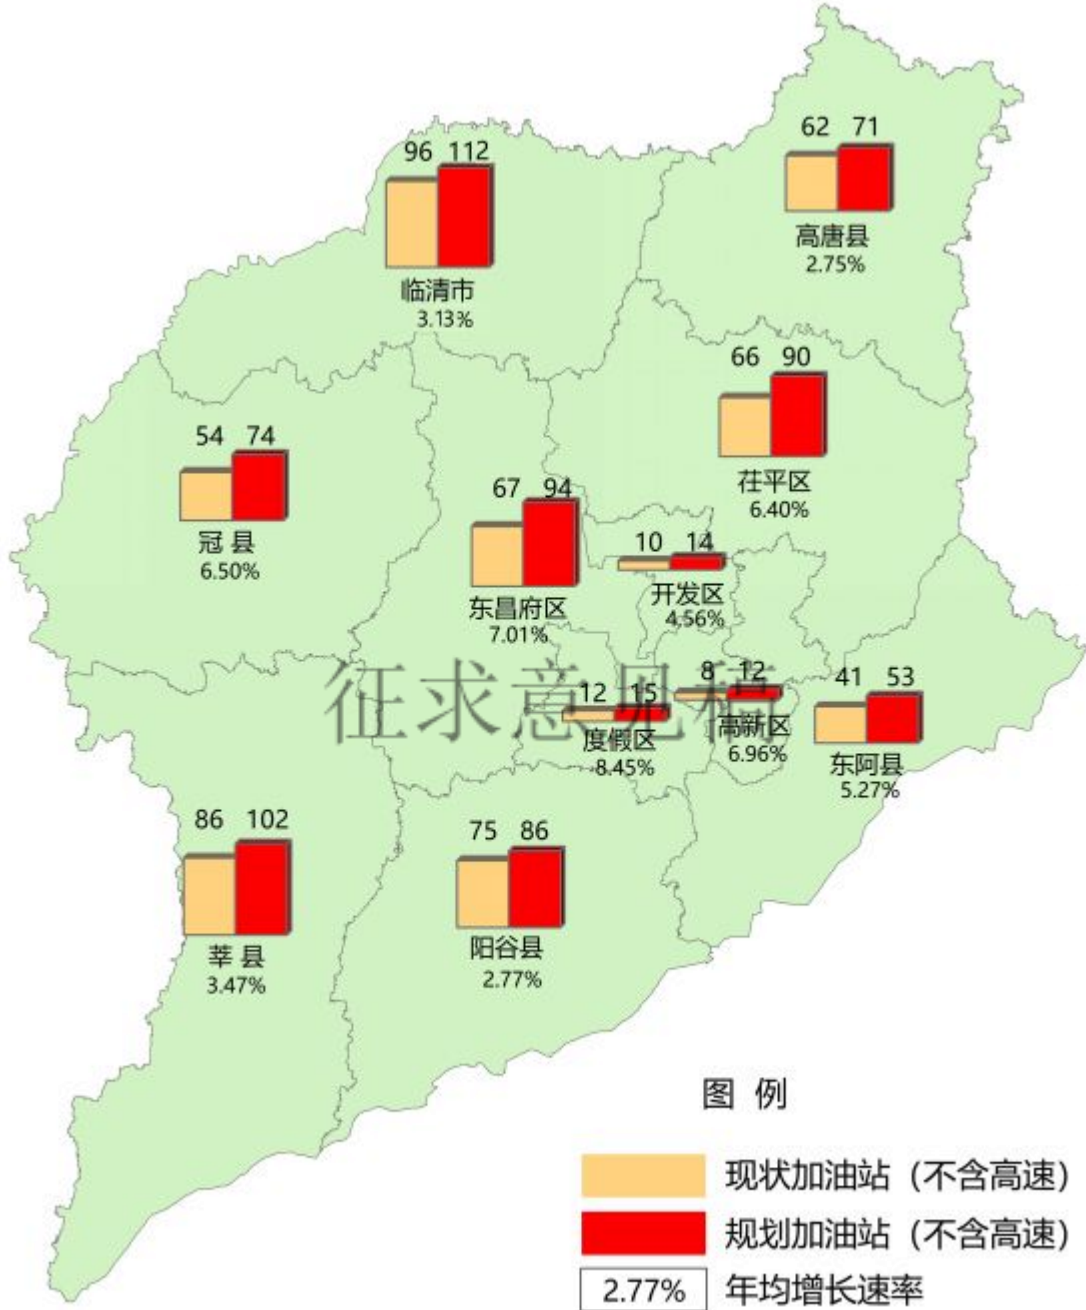 62 71
高唐县
2.75%
96 112
临清市
3.13%
66 90
茌平区
6.40%
54 74
冠 县
6.50%
67 94
东昌府区
7.01%
10 14
开发区
4.56%
征求意见稿
8 12
高新区
6.96%
12 15
度假区
8.45%
41 53
东阿县
5.27%
86 102
莘 县
3.47%
75 86
阳谷县
2.77%
图 例
现状加油站（不含高速）
规划加油站（不含高速）
2.77% 年均增长速率